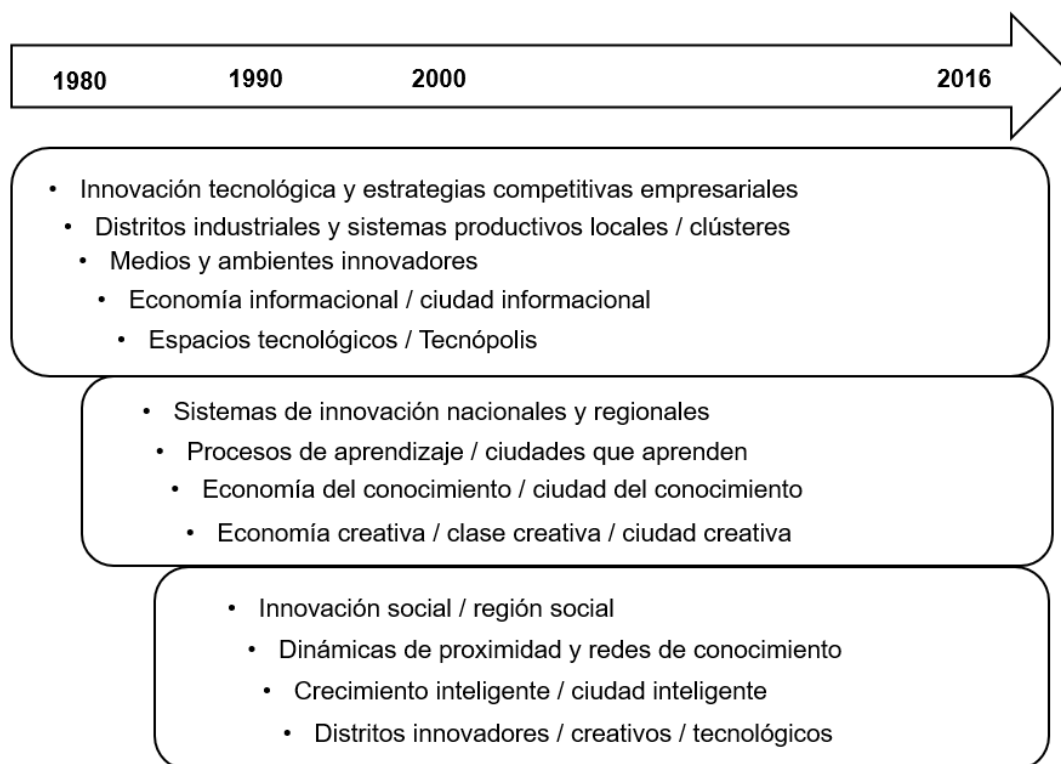 1980 1990 2000 2016
• Innovación tecnológica y estrategias competitivas empresariales
• Distritos industriales y sistemas productivos locales / clústeres
• Medios y ambientes innovadores
• Economía informacional / ciudad informacional
• Espacios tecnológicos / Tecnópolis
• Sistemas de innovación nacionales y regionales
• Procesos de aprendizaje / ciudades que aprenden
• Economía del conocimiento / ciudad del conocimiento
• Economía creativa / clase creativa / ciudad creativa
• Innovación social / región social
• Dinámicas de proximidad y redes de conocimiento
• Crecimiento inteligente / ciudad inteligente
• Distritos innovadores / creativos / tecnológicos